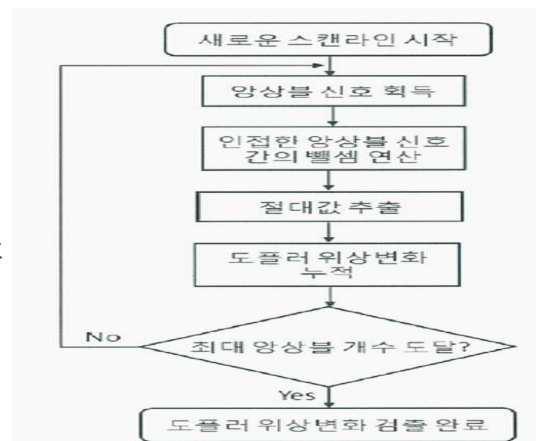 새로운 스캔라인 시작
앙상블 신호 획득
인접한 앙상블 신호
간의 뺄셈 연산
절대값 추출
도플러 위상변화
누적
No
최대 앙상블 개수 도달?
Yes
도플러 위상변화 검출 완료